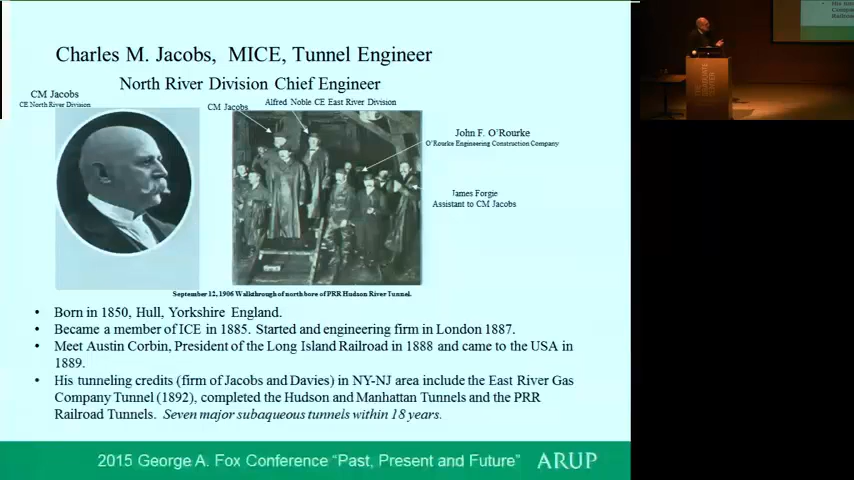 Charles M. Jacobs, MICE, Tunnel Engineer
North River Division Chief Engineer
CM Jacobs
CE North River Division
CM Jacobs
Alfred Noble CE East River Division
John F. O'Rourke
O'Rourke Engineering Construction Company
James Forgie
Assistant to CM Jacobs
September 12, 1906 Walkthrough of north bore of PRR Hudson River Tunnel.
• Born in 1850, Hull, Yorkshire England.
• Became a member of ICE in 1885. Started and engineering firm in London 1887.
• Meet Austin Corbin, President of the Long Island Railroad in 1888 and came to the USA in
1889.
• His tunneling credits (firm of Jacobs and Davies) in NY-NJ area include the East River Gas
Company Tunnel (1892), completed the Hudson and Manhattan Tunnels and the PRR
Railroad Tunnels. Seven major subaqueous tunnels within 18 years.
2015 George A. Fox Conference "Past, Present and Future" ARUP
THE
GRADUATE
CENTER